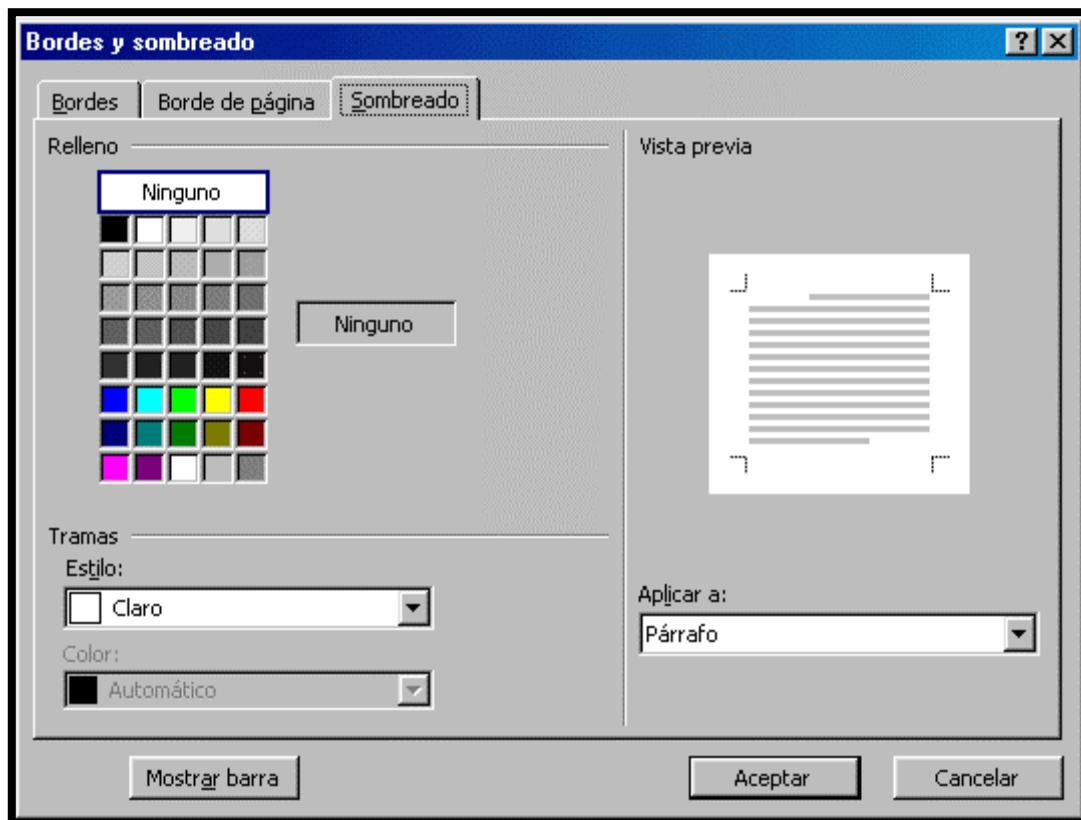 Bordes y sombreado
Bordes
Borde de página
Sombreado
Relleno
Ninguno
Ninguno
Tramas
Estilo:
Claro
Color:
Automático
Vista previa
Aplicar a:
Párrafo
Mostrar barra
Aceptar
Cancelar